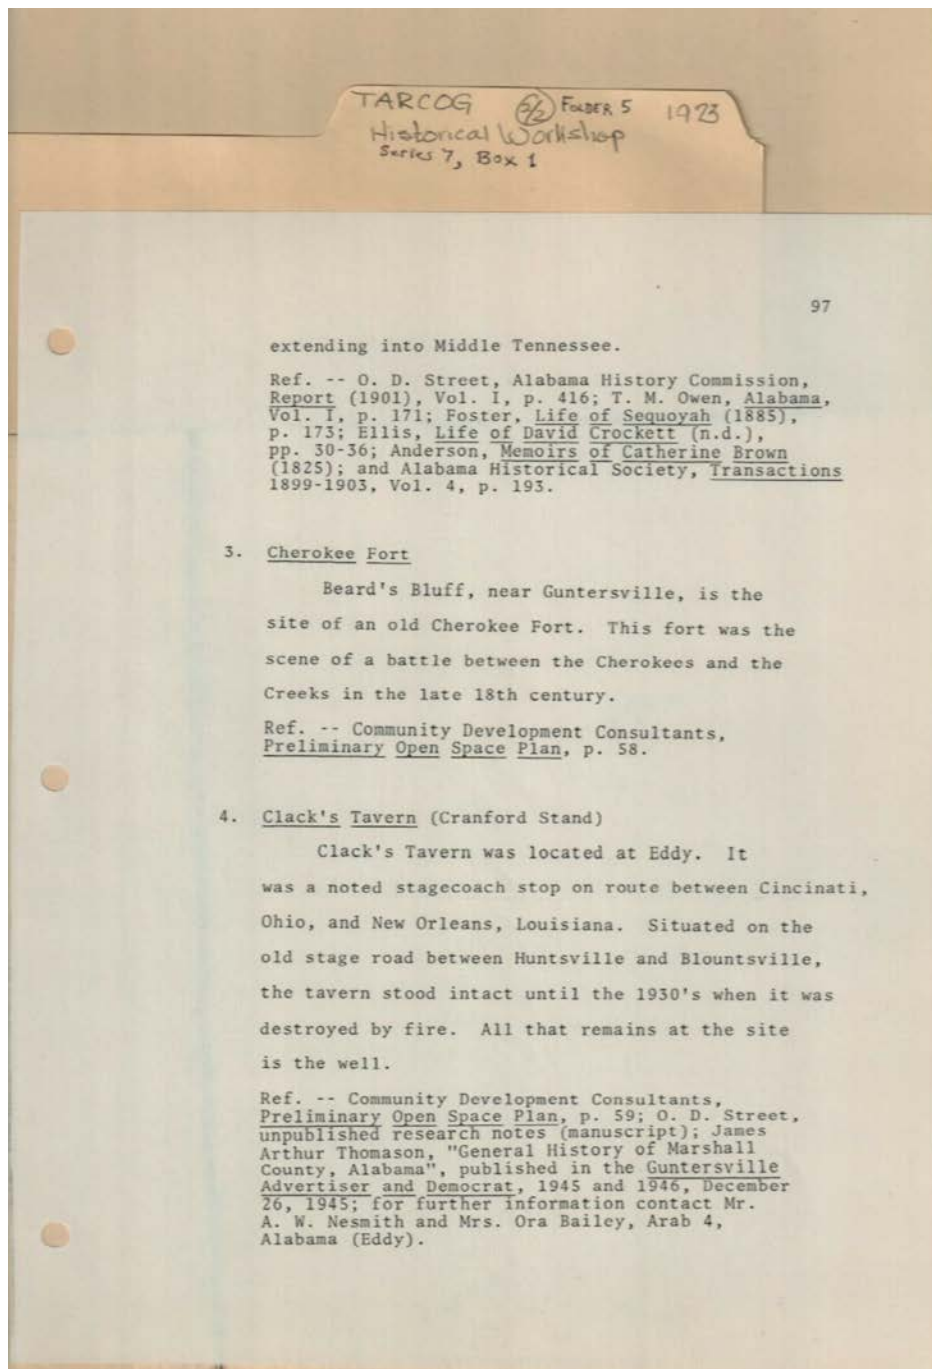 TARCOG 2/2 FOLDER 5 1973
Historical Workshop
Series 7, Box 1
97
extending into Middle Tennessee.
Ref. -- O. D. Street, Alabama History Commission,
Report (1901), Vol. I, p. 416; T. M. Owen, Alabama,
Vol. I, p. 171; Foster, Life of Sequoyah (1885),
p. 173; Ellis, Life of David Crockett (n.d.),
pp. 30-36; Anderson, Memoirs of Catherine Brown
(1825); and Alabama Historical Society, Transactions
1899-1903, Vol. 4, p. 193.
3. Cherokee Fort
Beard's Bluff, near Guntersville, is the
site of an old Cherokee Fort. This fort was the
scene of a battle between the Cherokees and the
Creeks in the late 18th century.
Ref. -- Community Development Consultants,
Preliminary Open Space Plan, p. 58.
4. Clack's Tavern (Cranford Stand)
Clack's Tavern was located at Eddy. It
was a noted stagecoach stop on route between Cincinati,
Ohio, and New Orleans, Louisiana. Situated on the
old stage road between Huntsville and Blountsville,
the tavern stood intact until the 1930's when it was
destroyed by fire. All that remains at the site
is the well.
Ref. -- Community Development Consultants,
Preliminary Open Space Plan, p. 59; O. D. Street,
unpublished research notes (manuscript); James
Arthur Thomason, "General History of Marshall
County, Alabama", published in the Guntersville
Advertiser and Democrat, 1945 and 1946, December
26, 1945; for further information contact Mr.
A. W. Nesmith and Mrs. Ora Bailey, Arab 4,
Alabama (Eddy).